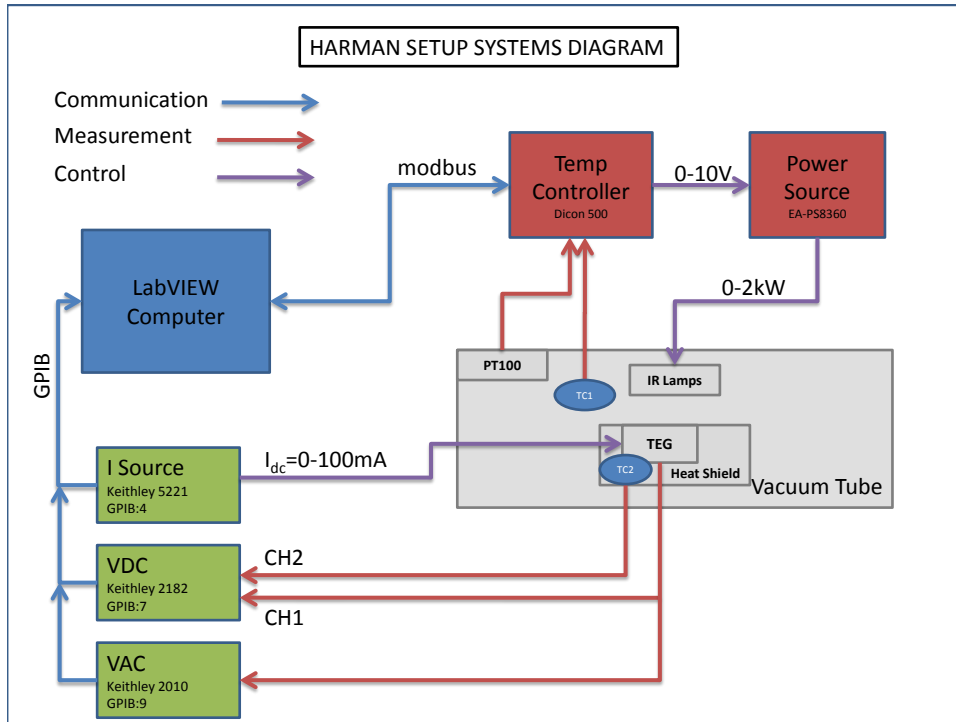 HARMAN SETUP SYSTEMS DIAGRAM
Communication
Measurement
Control
modbus
Temp
Controller
Dicon 500
0-10V
Power
Source
EA-PS8360
LabVIEW
Computer
0-2kW
GPIB
PT100
IR Lamps
TC1
I Source
Keithley 5221
GPIB:4
Idc=0-100mA
TEG
TC2
Heat Shield
Vacuum Tube
VDC
Keithley 2182
GPIB:7
CH2
CH1
VAC
Keithley 2010
GPIB:9